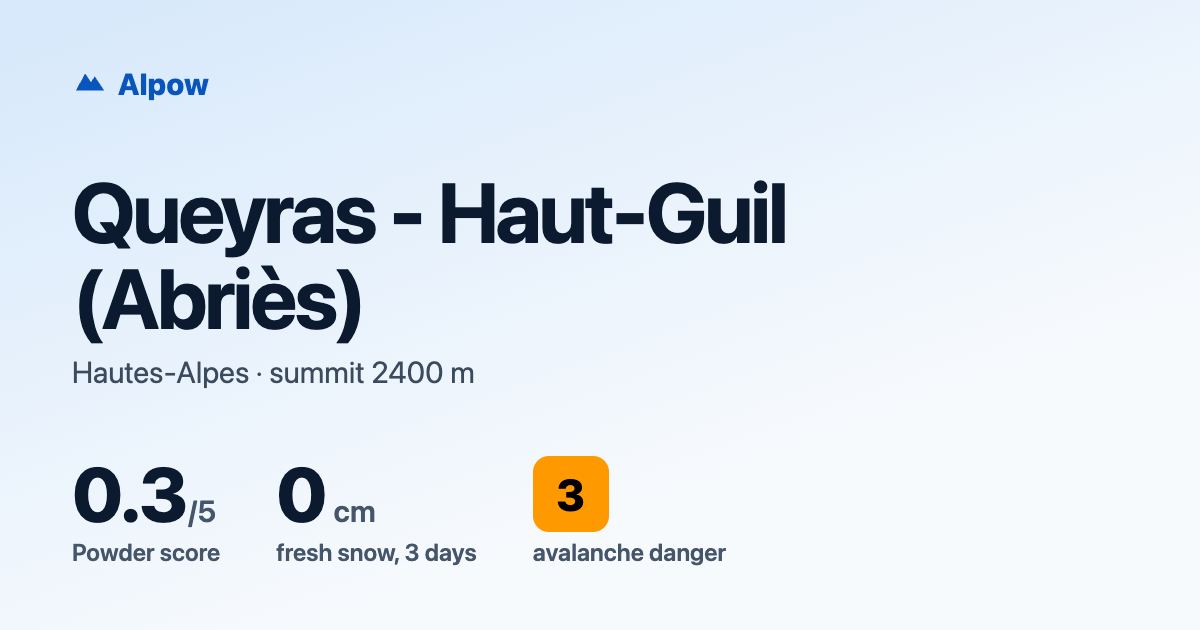 Alpow
Queyras - Haut-Guil
(Abriès)
Hautes-Alpes · summit 2400 m
0.3/5 0 cm 3
Powder score fresh snow, 3 days avalanche danger